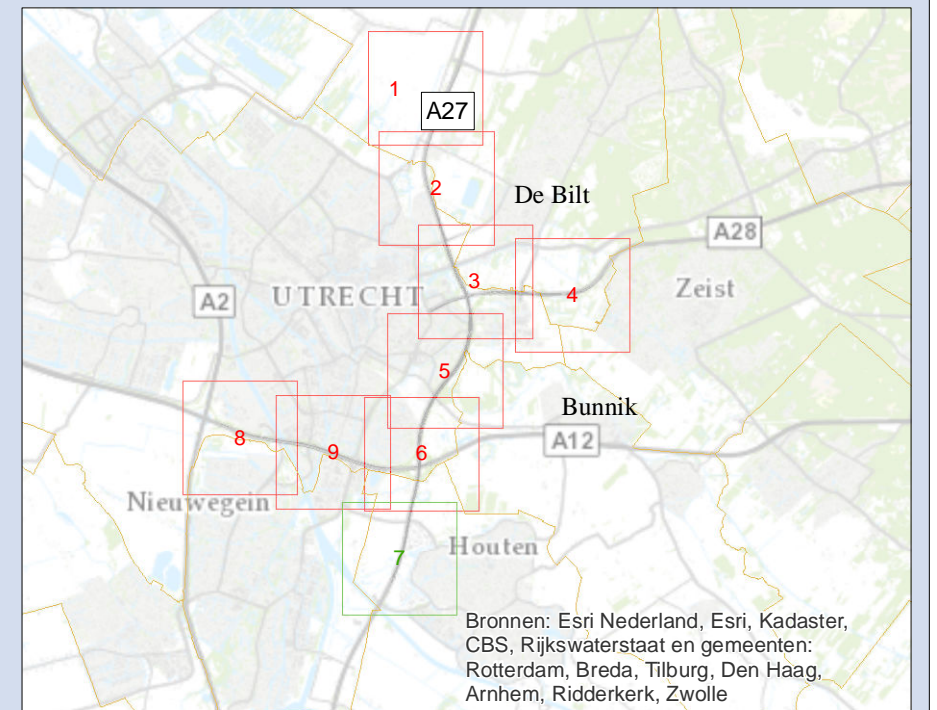 1
A27
2
De Bilt
A28
3
4
Zeist
A2
UTRECHT
5
Bunnik
8
9
6
A12
Nieuwegein
7
Houten
Bronnen: Esri Nederland, Esri, Kadaster,
CBS, Rijkswaterstaat en gemeenten:
Rotterdam, Breda, Tilburg, Den Haag,
Arnhem, Ridderkerk, Zwolle